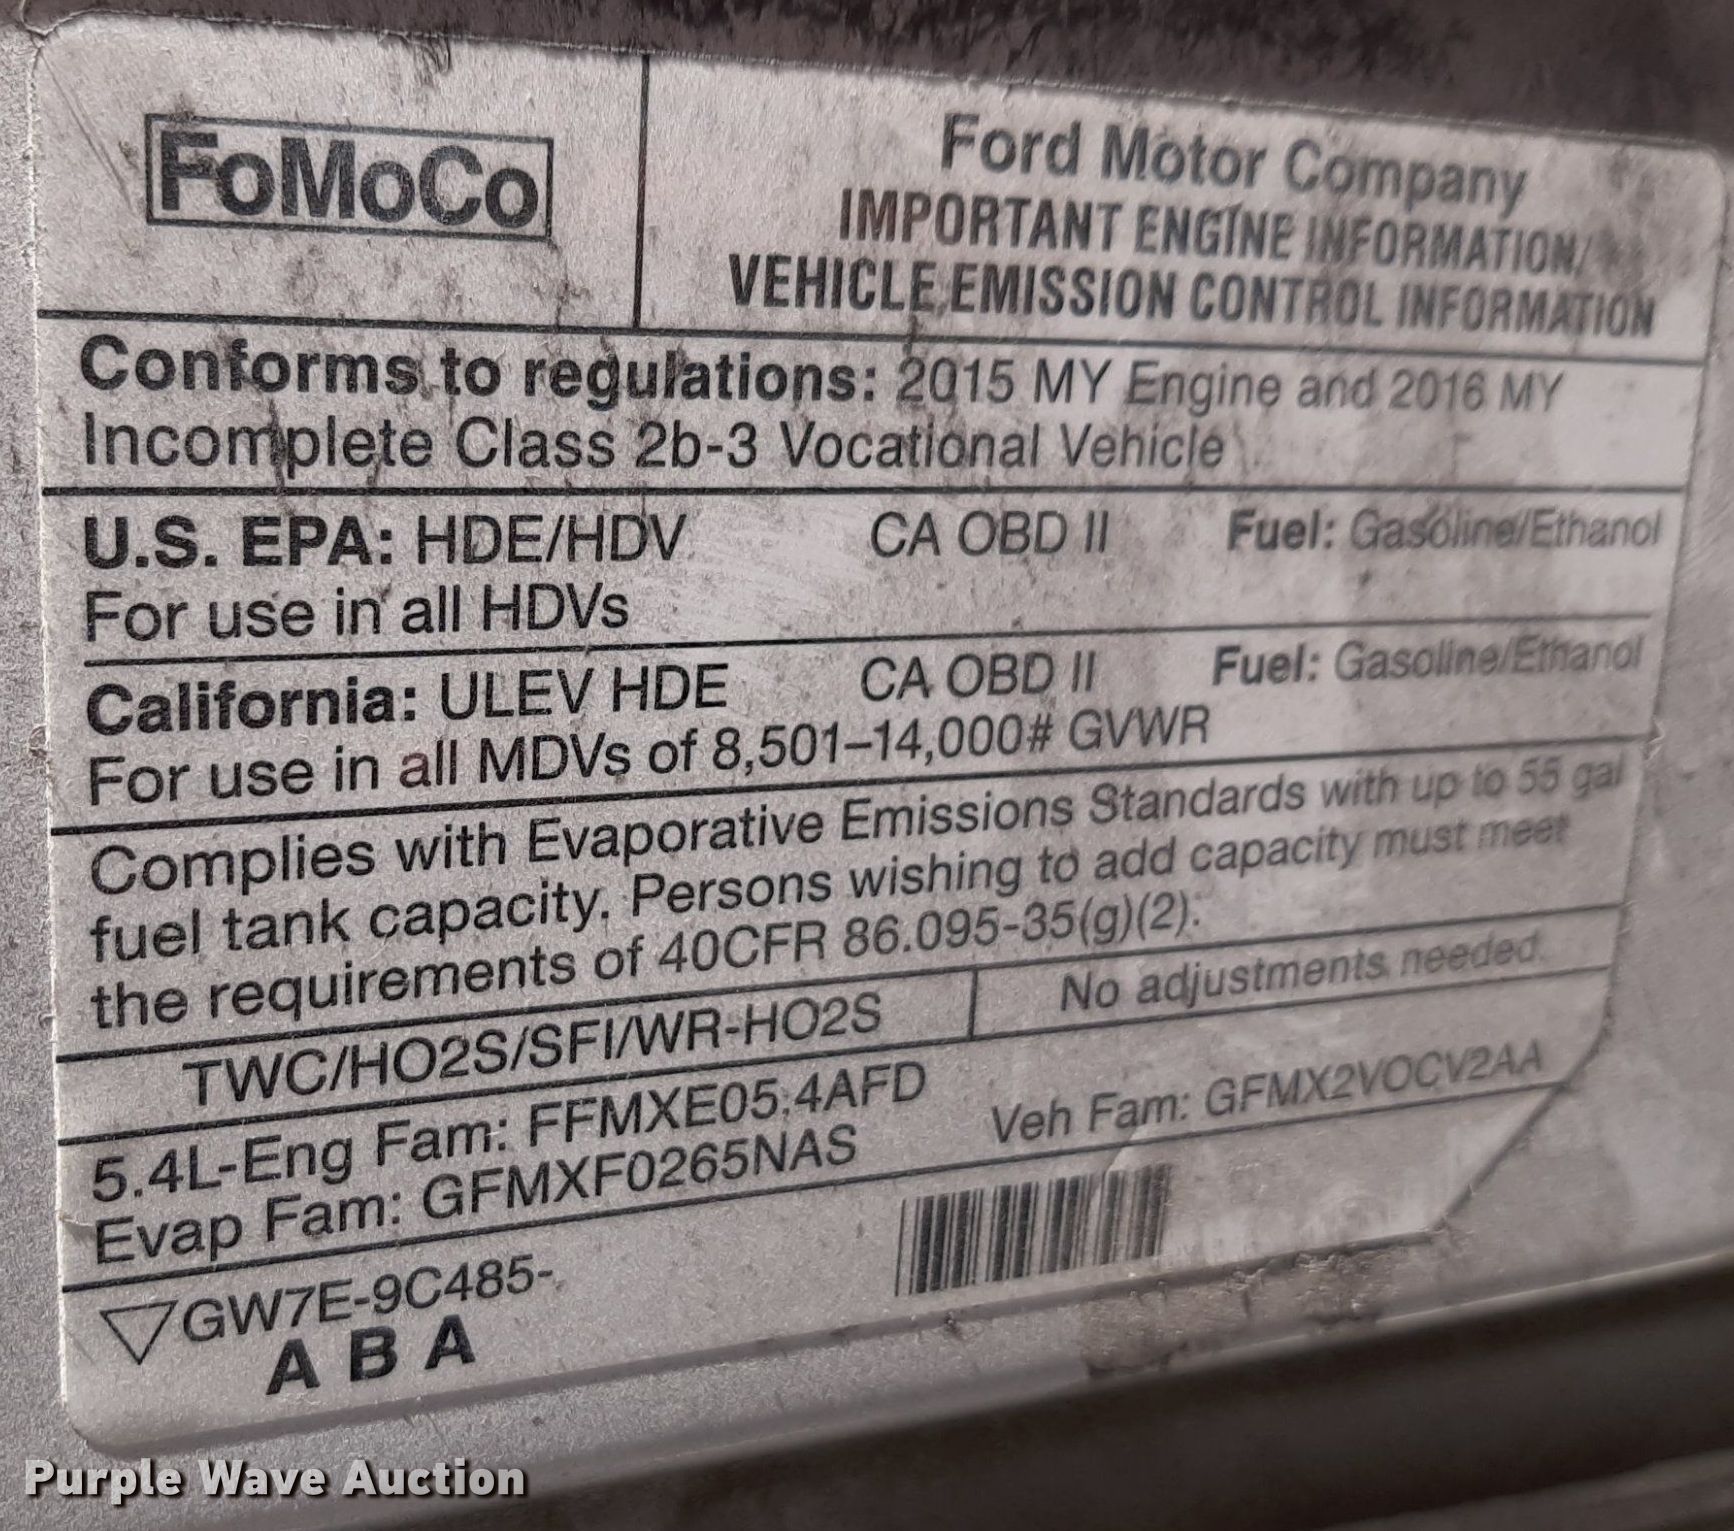 FoMoCo
Ford Motor Company
IMPORTANT ENGINE INFORMATION/
VEHICLE EMISSION CONTROL INFORMATION
Conforms to regulations: 2015 MY Engine and 2016 MY
Incomplete Class 2b-3 Vocational Vehicle
U.S. EPA: HDE/HDV CA OBD II Fuel: Gasoline/Ethanol
For use in all HDVs
California: ULEV HDE CA OBD II Fuel: Gasoline/Ethanol
For use in all MDVs of 8,501–14,000# GVWR
Complies with Evaporative Emissions Standards with up to 55 gal
fuel tank capacity. Persons wishing to add capacity must meet
the requirements of 40CFR 86.095-35(g)(2).
TWC/HO2S/SFI/WR-HO2S No adjustments needed.
5.4L-Eng Fam: FFMXE05.4AFD Veh Fam: GFMX2VOCV2AA
Evap Fam: GFMXF0265NAS
GW7E-9C485-
A B A
Purple Wave Auction